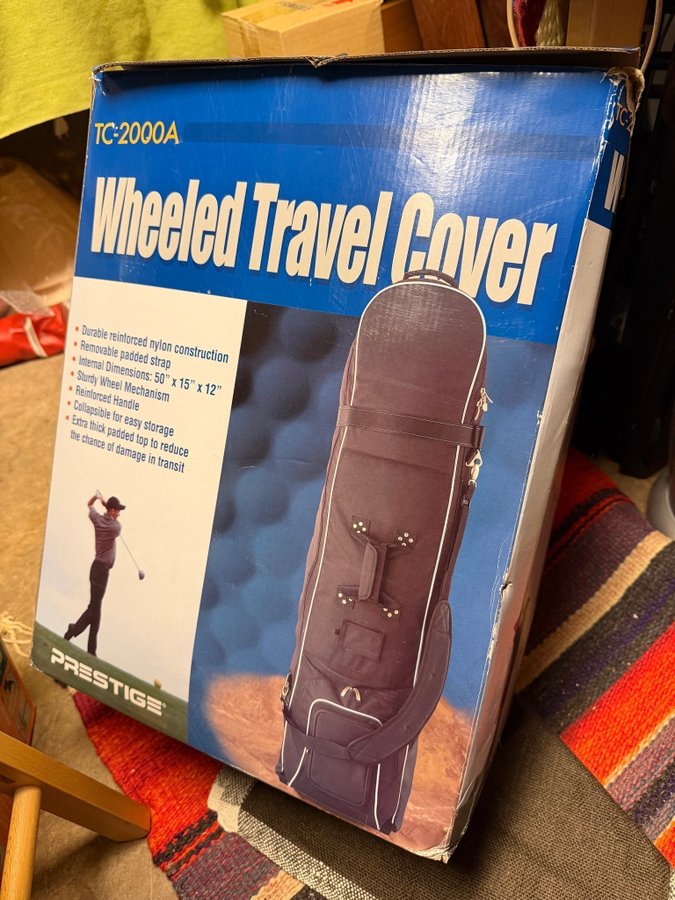 TC-2000A
Wheeled Travel Cover
• Durable reinforced nylon construction
• Removable padded strap
• Internal Dimensions: 50" x 15" x 12"
• Sturdy Wheel Mechanism
• Reinforced Handle
• Collapsible for easy storage
• Extra thick padded top to reduce
the chance of damage in transit
PRESTIGE®
TC-2
W